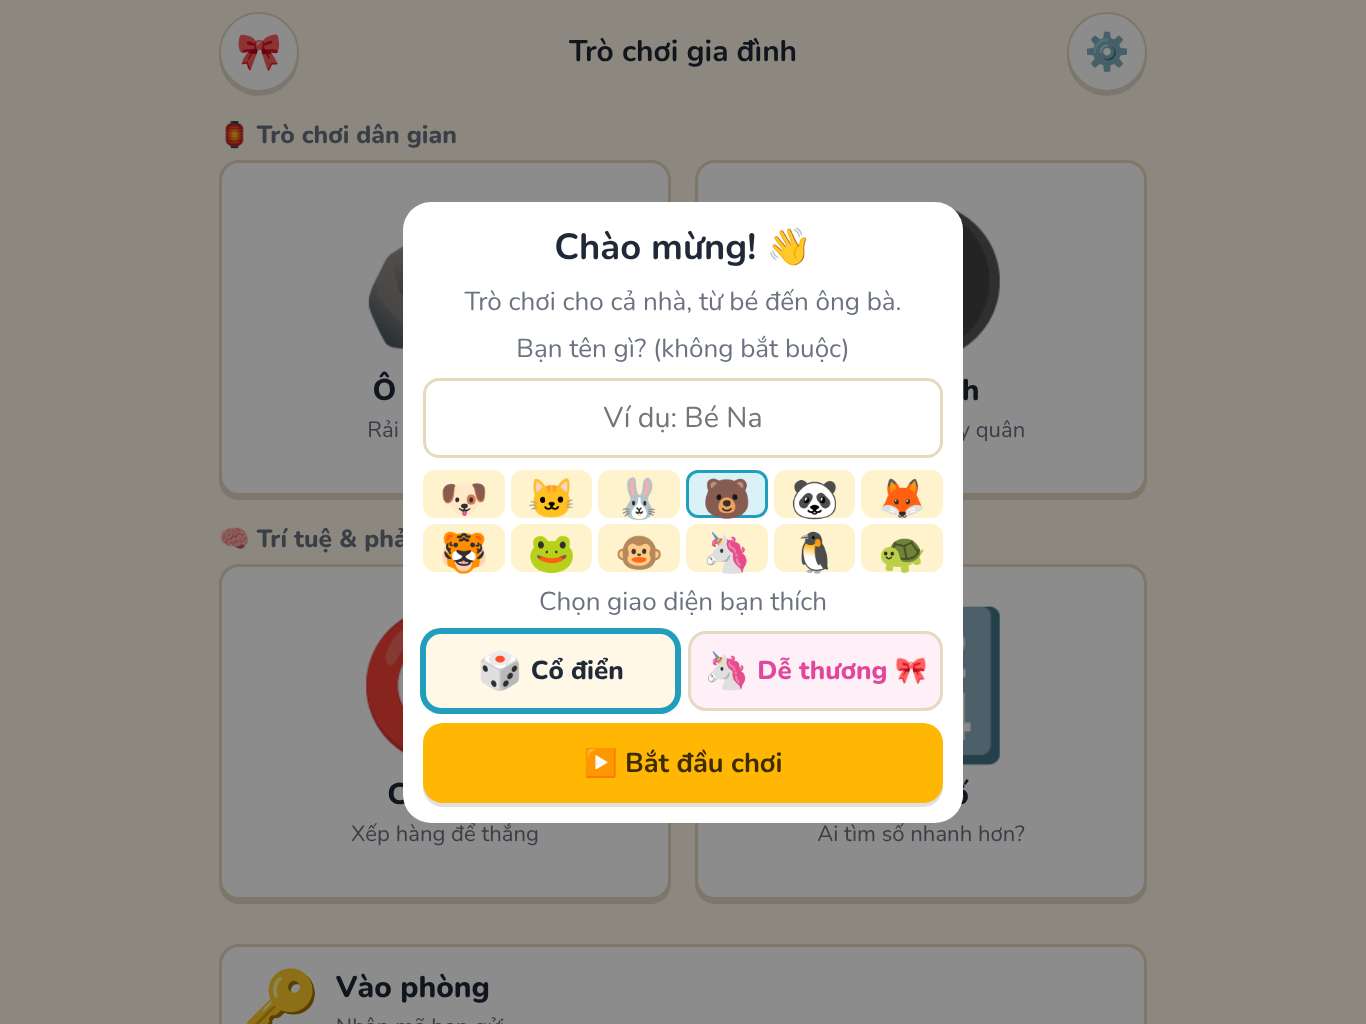 Trò chơi gia đình
Trò chơi dân gian
Chào mừng!
Trò chơi cho cả nhà, từ bé đến ông bà.
Bạn tên gì? (không bắt buộc)
Ví dụ: Bé Na
Chọn giao diện bạn thích
Cổ điển
Dễ thương
Bắt đầu chơi
Ô
Rải
quân
Trí tuệ &
Xếp hàng để thắng
Ai tìm số nhanh hơn?
Vào phòng